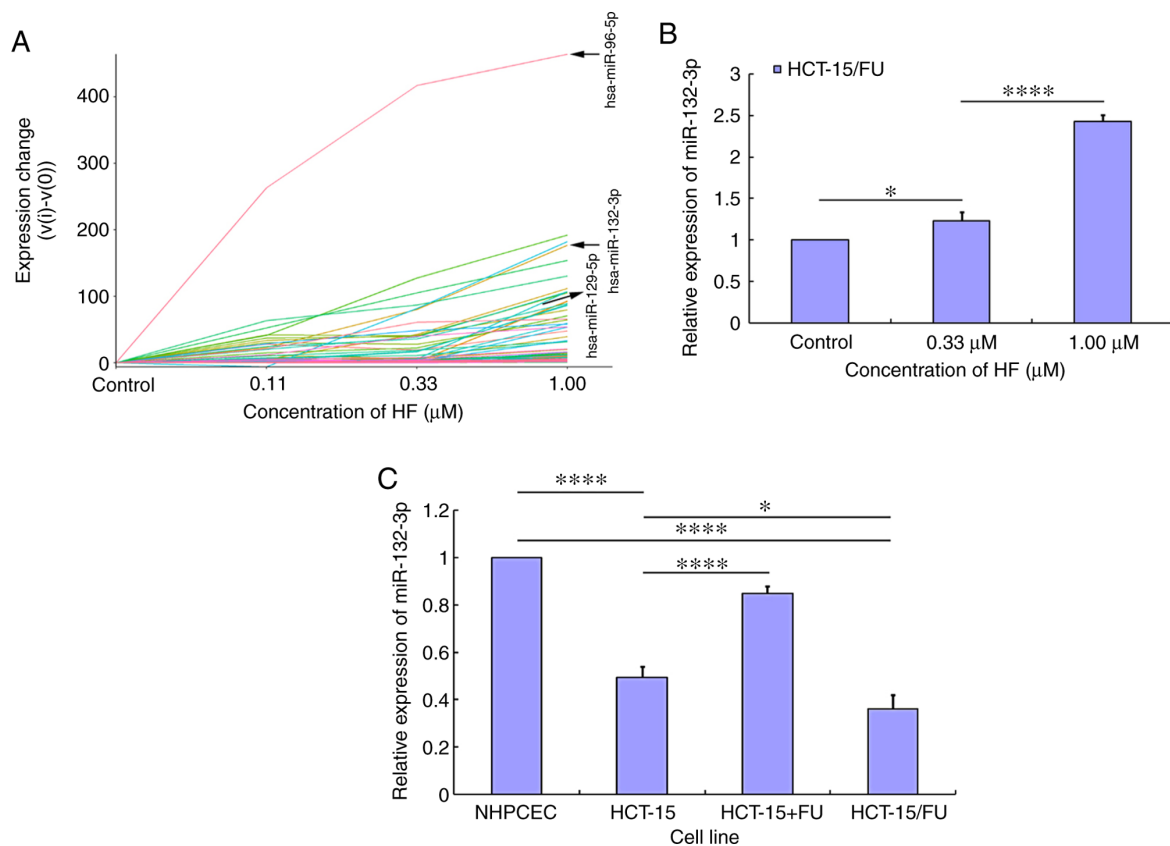 A
Expression change
(v(i)-v(0))
400
300
200
100
0
Control
0.11
0.33
1.00
Concentration of HF (μM)
hsa-miR-96-5p
hsa-miR-132-3p
hsa-miR-129-5p
B
Relative expression of miR-132-3p
HCT-15/FU
3
2.5
2
1.5
1
0.5
0
*
****
Control
0.33 μM
1.00 μM
Concentration of HF (μM)
C
Relative expression of miR-132-3p
1.2
1
0.8
0.6
0.4
0.2
0
****
*
****
****
NHPCEC
HCT-15
HCT-15+FU
HCT-15/FU
Cell line